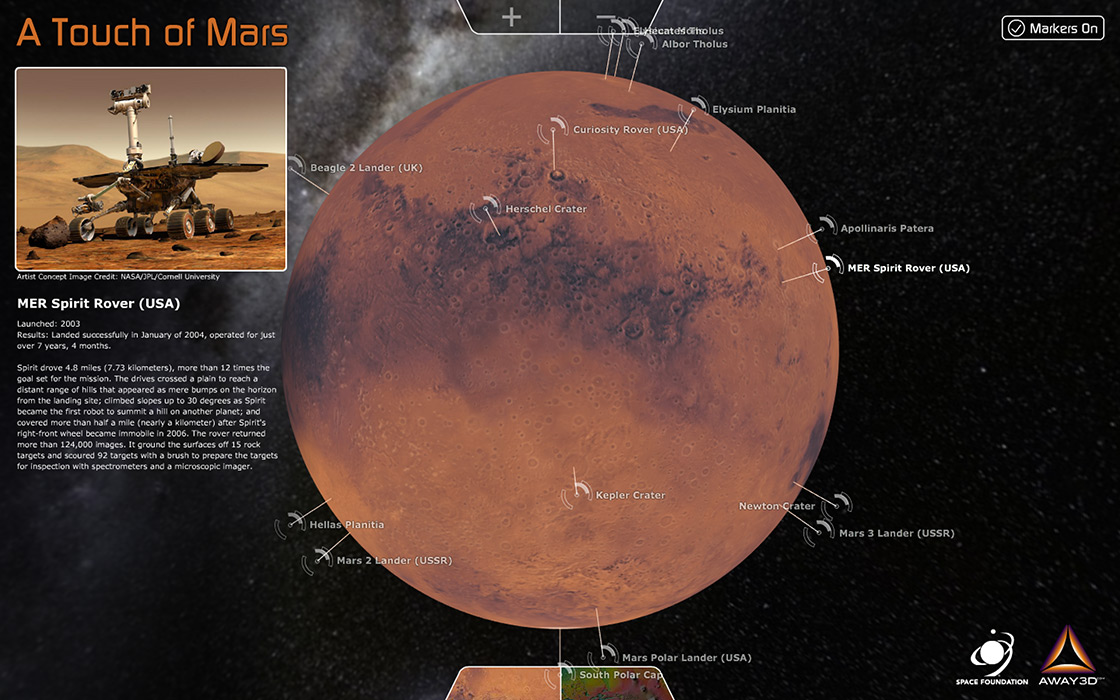 A Touch of Mars
Markers On
Albor Tholus
Elysium Planitia
Curiosity Rover (USA)
Beagle 2 Lander (UK)
Herschel Crater
Apollinaris Patera
MER Spirit Rover (USA)
Artist Concept Image Credit: NASA/JPL/Cornell University
MER Spirit Rover (USA)
Launched: 2003
Results: Landed successfully in January of 2004, operated for just
over 7 years, 4 months.
Spirit drove 4.8 miles (7.73 kilometers), more than 12 times the
goal set for the mission. The drives crossed a plain to reach a
distant range of hills that appeared as mere bumps on the horizon
from the landing site; climbed slopes up to 30 degrees as Spirit
became the first robot to summit a hill on another planet; and
covered more than half a mile (nearly a kilometer) after Spirit's
right-front wheel became immobile in 2006. The rover returned
more than 124,000 images. It ground the surfaces off 15 rock
targets and scoured 92 targets with a brush to prepare the targets
for inspection with spectrometers and a microscopic imager.
Kepler Crater
Newton Crater
Hellas Planitia
Mars 3 Lander (USSR)
Mars 2 Lander (USSR)
Mars Polar Lander (USA)
South Polar Cap
SPACE FOUNDATION
AWAY3D